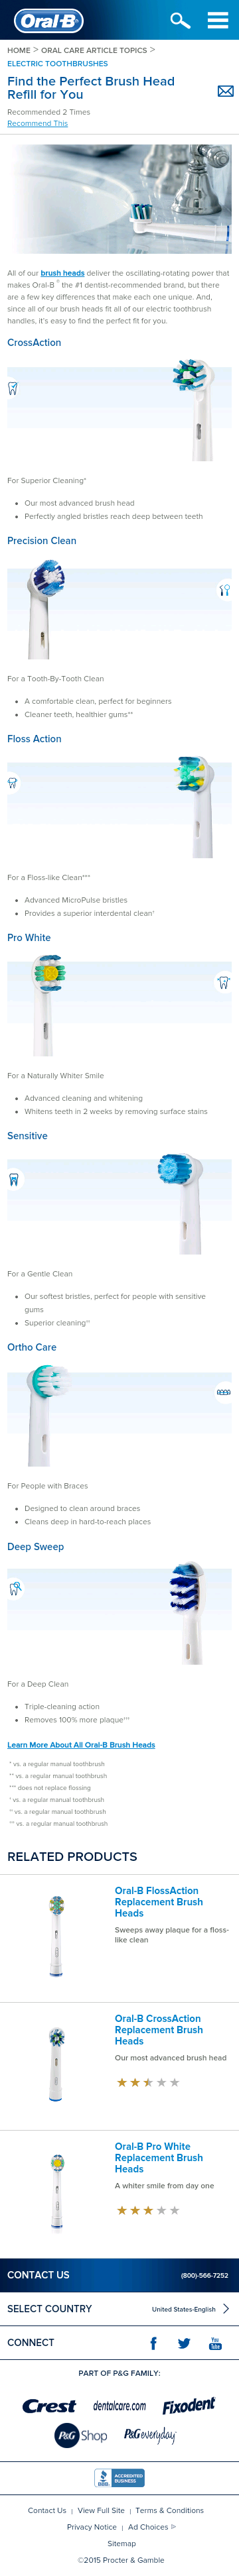 Oral-B
HOME > ORAL CARE ARTICLE TOPICS >
ELECTRIC TOOTHBRUSHES
Find the Perfect Brush Head
Refill for You
Recommended 2 Times
Recommend This
All of our brush heads deliver the oscillating-rotating power that
makes Oral-B ® the #1 dentist-recommended brand, but there
are a few key differences that make each one unique. And,
since all of our brush heads fit all of our electric toothbrush
handles, it's easy to find the perfect fit for you.
CrossAction
For Superior Cleaning*
• Our most advanced brush head
• Perfectly angled bristles reach deep between teeth
Precision Clean
For a Tooth-By-Tooth Clean
• A comfortable clean, perfect for beginners
• Cleaner teeth, healthier gums**
Floss Action
For a Floss-like Clean***
• Advanced MicroPulse bristles
• Provides a superior interdental clean⁺
Pro White
For a Naturally Whiter Smile
• Advanced cleaning and whitening
• Whitens teeth in 2 weeks by removing surface stains
Sensitive
For a Gentle Clean
• Our softest bristles, perfect for people with sensitive
gums
• Superior cleaning⁺⁺
Ortho Care
For People with Braces
• Designed to clean around braces
• Cleans deep in hard-to-reach places
Deep Sweep
For a Deep Clean
• Triple-cleaning action
• Removes 100% more plaque⁺⁺⁺
Learn More About All Oral-B Brush Heads
* vs. a regular manual toothbrush
** vs. a regular manual toothbrush
*** does not replace flossing
⁺ vs. a regular manual toothbrush
⁺⁺ vs. a regular manual toothbrush
⁺⁺⁺ vs. a regular manual toothbrush
RELATED PRODUCTS
Oral-B FlossAction
Replacement Brush
Heads
Sweeps away plaque for a floss-
like clean
Oral-B CrossAction
Replacement Brush
Heads
Our most advanced brush head
Oral-B Pro White
Replacement Brush
Heads
A whiter smile from day one
CONTACT US (800)-566-7252
SELECT COUNTRY United States-English
CONNECT You Tube
PART OF P&G FAMILY:
Crest dentalcare.com Fixodent
P&G Shop P&G everyday
BBB ACCREDITED BUSINESS
Contact Us | View Full Site | Terms & Conditions
Privacy Notice | Ad Choices
Sitemap
©2015 Procter & Gamble